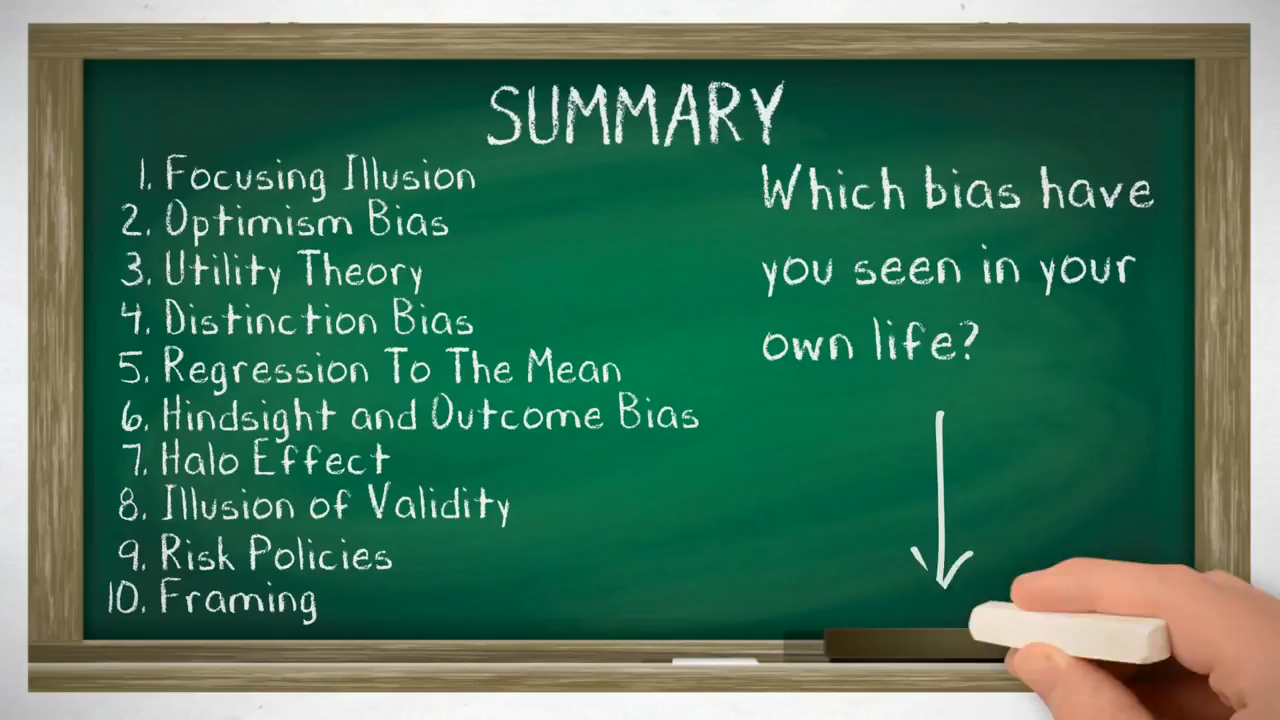 SUMMARY
1. Focusing Illusion
2. Optimism Bias
3. Utility Theory
4. Distinction Bias
5. Regression To The Mean
6. Hindsight and Outcome Bias
7. Halo Effect
8. Illusion of Validity
9. Risk Policies
10. Framing
Which bias have
you seen in your
own life?